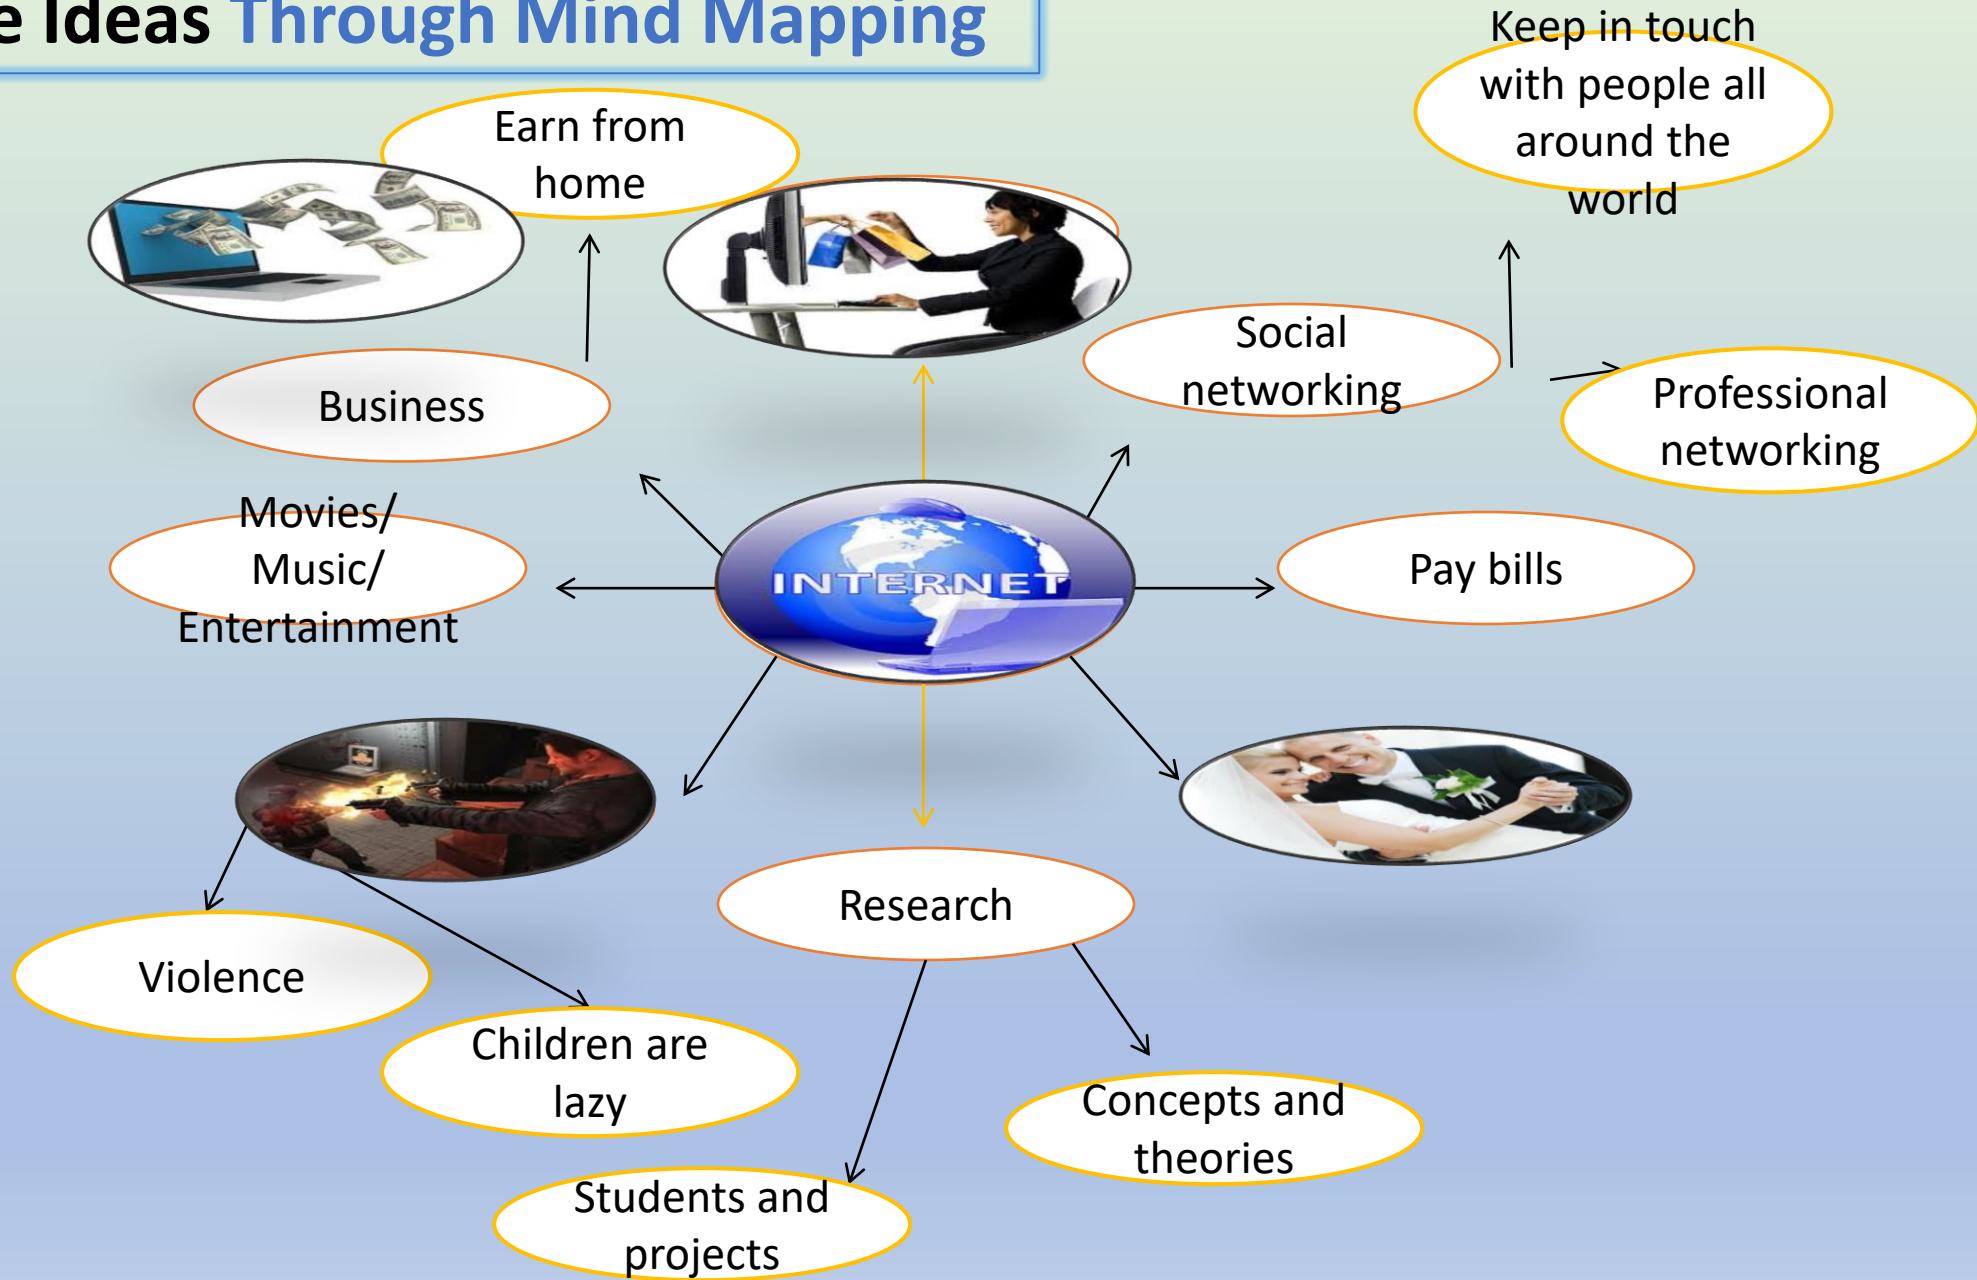 e Ideas Through Mind Mapping
Keep in touch
with people all
around the
world
Earn from
home
Social
networking
Professional
networking
Business
Movies/
Music/
Entertainment
INTERNET
Pay bills
Research
Violence
Children are
lazy
Concepts and
theories
Students and
projects